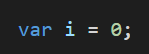 var i = 0;